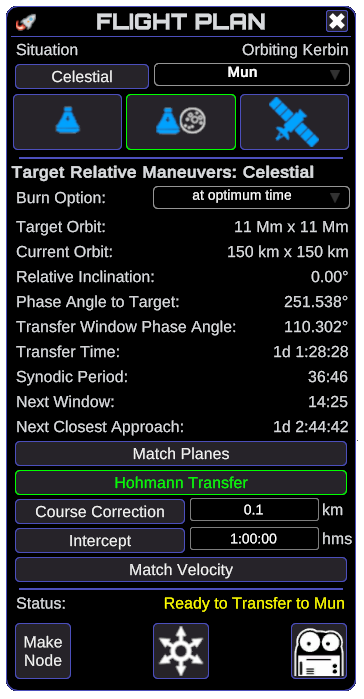 FLIGHT PLAN
Situation Orbiting Kerbin
Celestial Mun
Target Relative Maneuvers: Celestial
Burn Option: at optimum time
Target Orbit: 11 Mm x 11 Mm
Current Orbit: 150 km x 150 km
Relative Inclination: 0.00°
Phase Angle to Target: 251.538°
Transfer Window Phase Angle: 110.302°
Transfer Time: 1d 1:28:28
Synodic Period: 36:46
Next Window: 14:25
Next Closest Approach: 1d 2:44:42
Match Planes
Hohmann Transfer
Course Correction 0.1 km
Intercept 1:00:00 hms
Match Velocity
Status: Ready to Transfer to Mun
Make
Node